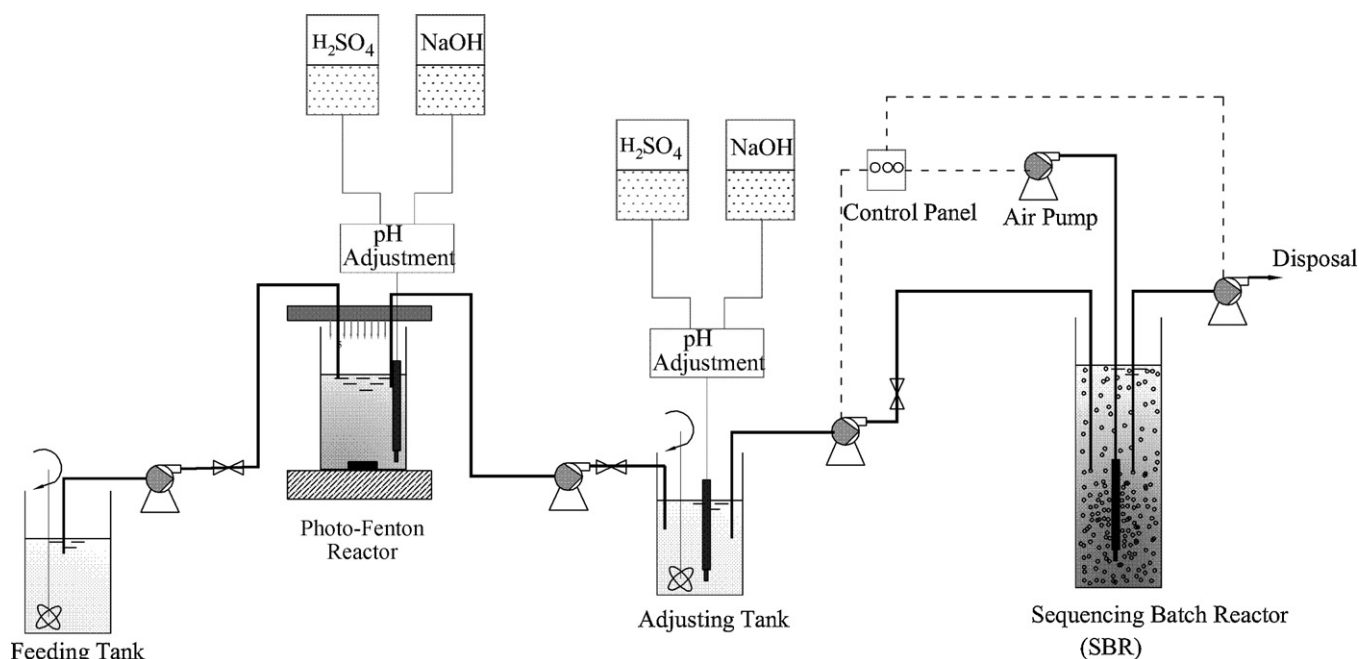 H₂SO₄
NaOH
pH
Adjustment
H₂SO₄
NaOH
pH
Adjustment
Control Panel
Air Pump
Disposal
Photo-Fenton
Reactor
Feeding Tank
Adjusting Tank
Sequencing Batch Reactor
(SBR)